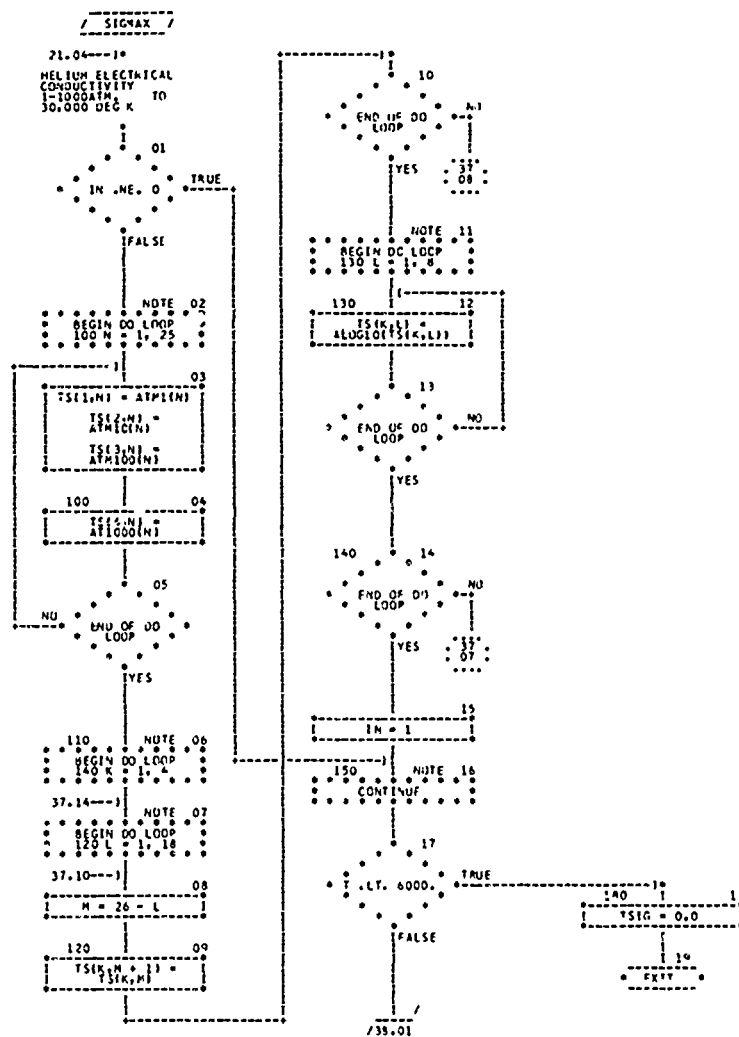 / SIGMAX /
21.04---)*
HELIUM ELECTRICAL
CONDUCTIVITY
1-1000ATM, TO
30,000 DEG K
01
IN .NE. 0
TRUE
FALSE
NOTE 02
BEGIN DO LOOP
100 N = 1, 25
03
TS(1,N) = ATM1(N)
TS(2,N) =
TS(3,N) =
ATM100(N)
100 04
AT1000(N)
05
NO
END OF DO
LOOP
YES
110 NOTE 06
BEGIN DO LOOP
140 K = 1, 4
37.14---)
NOTE 07
BEGIN DO LOOP
120 L = 1, 18
37.10---)
08
M = 26 - L
120 09
TS(K,M + 1) =
TS(K,M)
10
END OF DO
LOOP
NO
YES
37
08
NOTE 11
BEGIN DO LOOP
130 L = 1, 8
130 12
TS(K,L) =
ALOG10(TS(K,L))
13
END OF DO
LOOP
NO
YES
140 14
END OF DO
LOOP
NO
YES
37
07
15
IN = 1
150 NOTE 16
CONTINUE
17
T .LT. 6000.
TRUE
FALSE
180
TSIG = 0.0
19
EXIT
/38.01